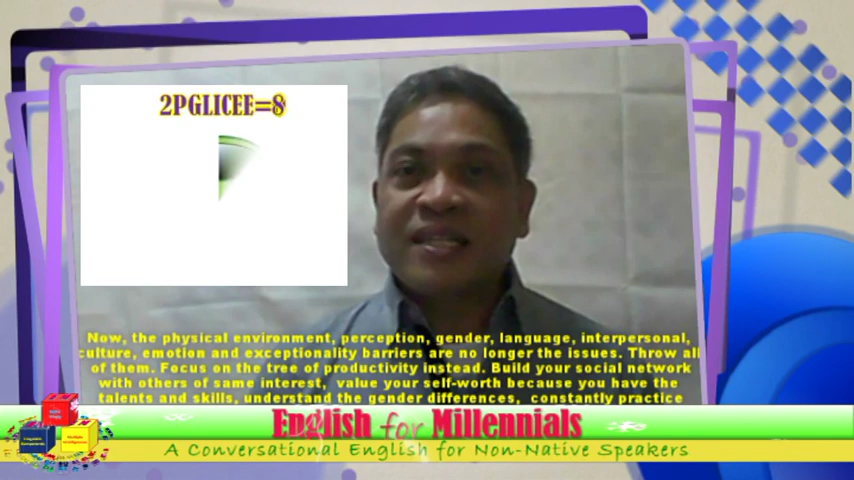 2PGLICEE=8
Now, the physical environment, perception, gender, language, interpersonal,
culture, emotion and exceptionality barriers are no longer the issues. Throw all
of them. Focus on the tree of productivity instead. Build your social network
with others of same interest, value your self-worth because you have the
talents and skills, understand the gender differences, constantly practice
English for Millennials
A Conversational English for Non-Native Speakers